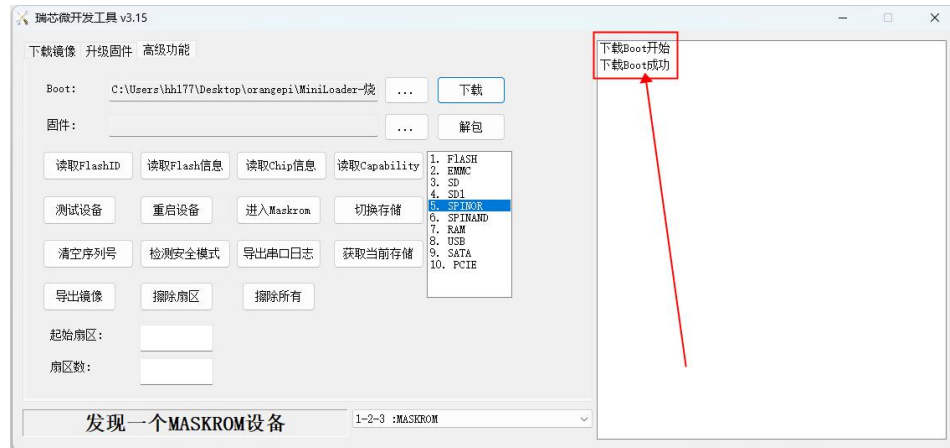 瑞芯微开发工具 v3.15
下载镜像 升级固件 高级功能
Boot: C:\Users\hh177\Desktop\orangepi\MiniLoader-烧 ... 下载
固件: ... 解包
读取FlashID 读取Flash信息 读取Chip信息 读取Capability
测试设备 重启设备 进入Maskrom 切换存储
清空序列号 检测安全模式 导出串口日志 获取当前存储
导出镜像 擦除扇区 擦除所有
1. FlASH
2. EMMC
3. SD
4. SD1
5. SPINOR
6. SPINAND
7. RAM
8. USB
9. SATA
10. PCIE
起始扇区:
扇区数:
发现一个MASKROM设备 1-2-3 :MASKROM
下载Boot开始
下载Boot成功